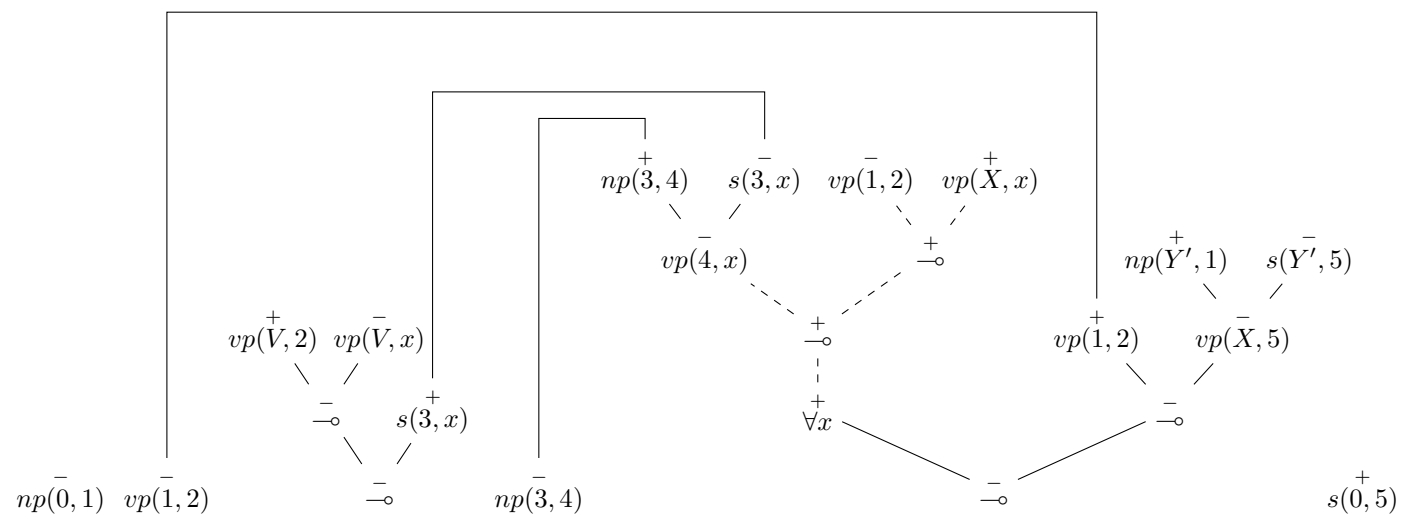 + − − +
np(3, 4) s(3, x) vp(1, 2) vp(X, x)
− + + −
vp(4, x) ⊸ np(Y′, 1) s(Y′, 5)
+ − + + −
vp(V, 2) vp(V, x) ⊸ vp(1, 2) vp(X, 5)
− + + −
⊸ s(3, x) ∀x ⊸
− − − − − +
np(0, 1) vp(1, 2) ⊸ np(3, 4) ⊸ s(0, 5)